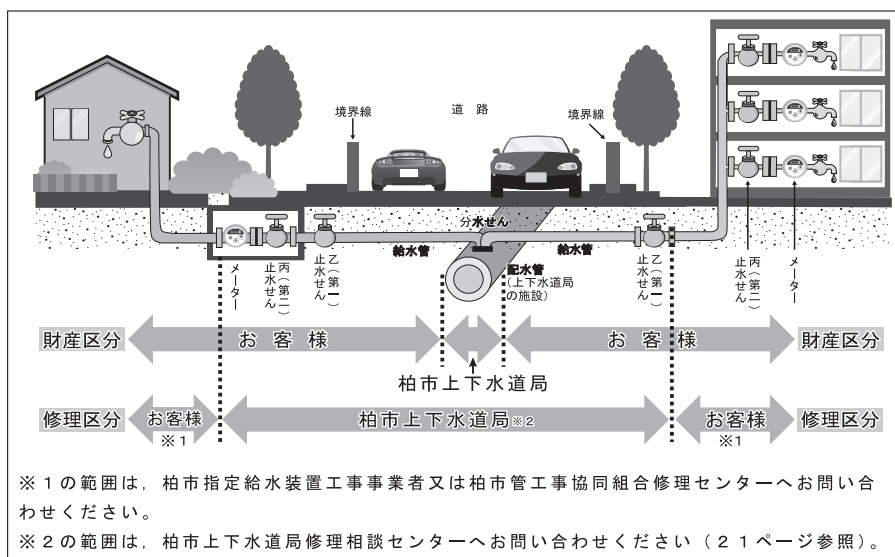 境界線
道路
境界線
分水せん
給水管
給水管
配水管
(上下水道局
の施設)
メーター
丙(第二)
止水せん
乙(第一)
止水せん
乙(第一)
止水せん
丙(第二)
止水せん
メーター
財産区分
お客様
お客様
財産区分
柏市上下水道局
修理区分
お客様
※1
柏市上下水道局※2
お客様
※1
修理区分
※1の範囲は,柏市指定給水装置工事事業者又は柏市管工事協同組合修理センターへお問い合
わせください。
※2の範囲は,柏市上下水道局修理相談センターへお問い合わせください(21ページ参照)。